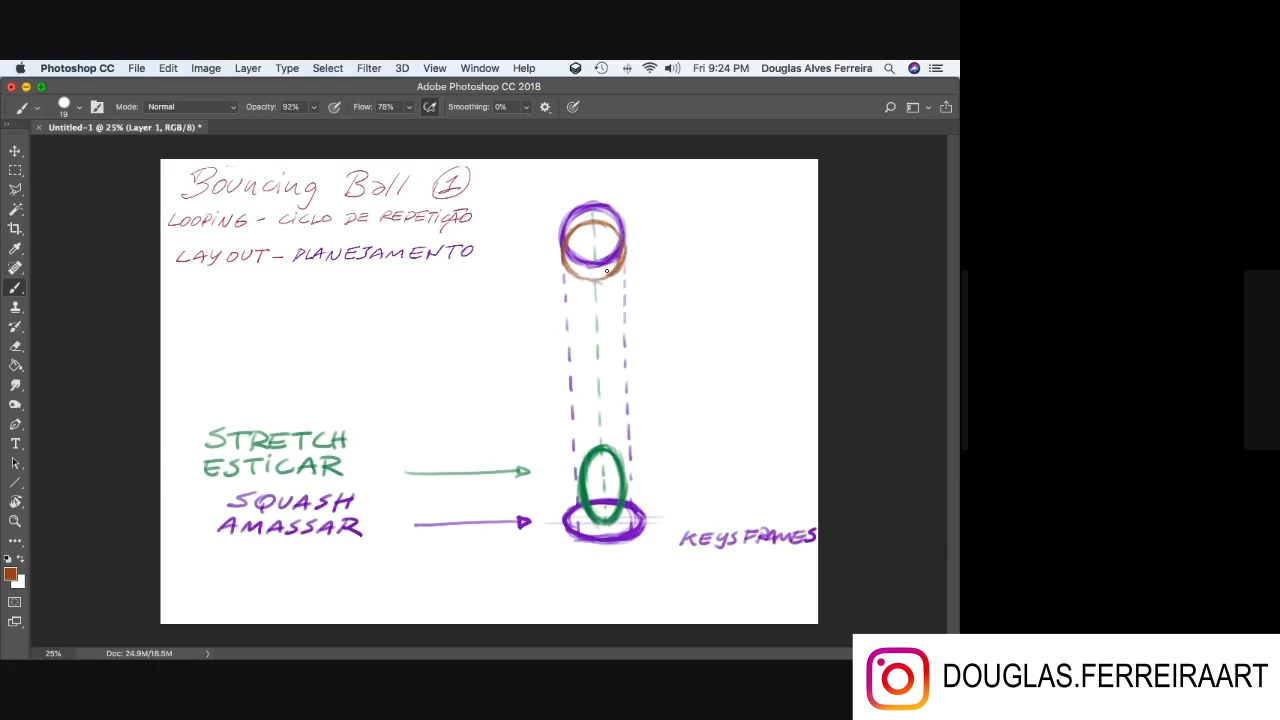 Photoshop CC File Edit Image Layer Type Select Filter 3D View Window Help Fri 9:24 PM Douglas Alves Ferreira
Adobe Photoshop CC 2018
19 Mode: Normal Opacity: 92% Flow: 76% Smoothing: 0%
Untitled-1 @ 25% (Layer 1, RGB/8) *
Bouncing Ball 1
LOOPING - CICLO DE REPETIÇÃO
LAYOUT - PLANEJAMENTO
STRETCH
ESTICAR
SQUASH
AMASSAR
KEYS FRAMES
25% Doc: 24.9M/18.5M
DOUGLAS.FERREIRAART